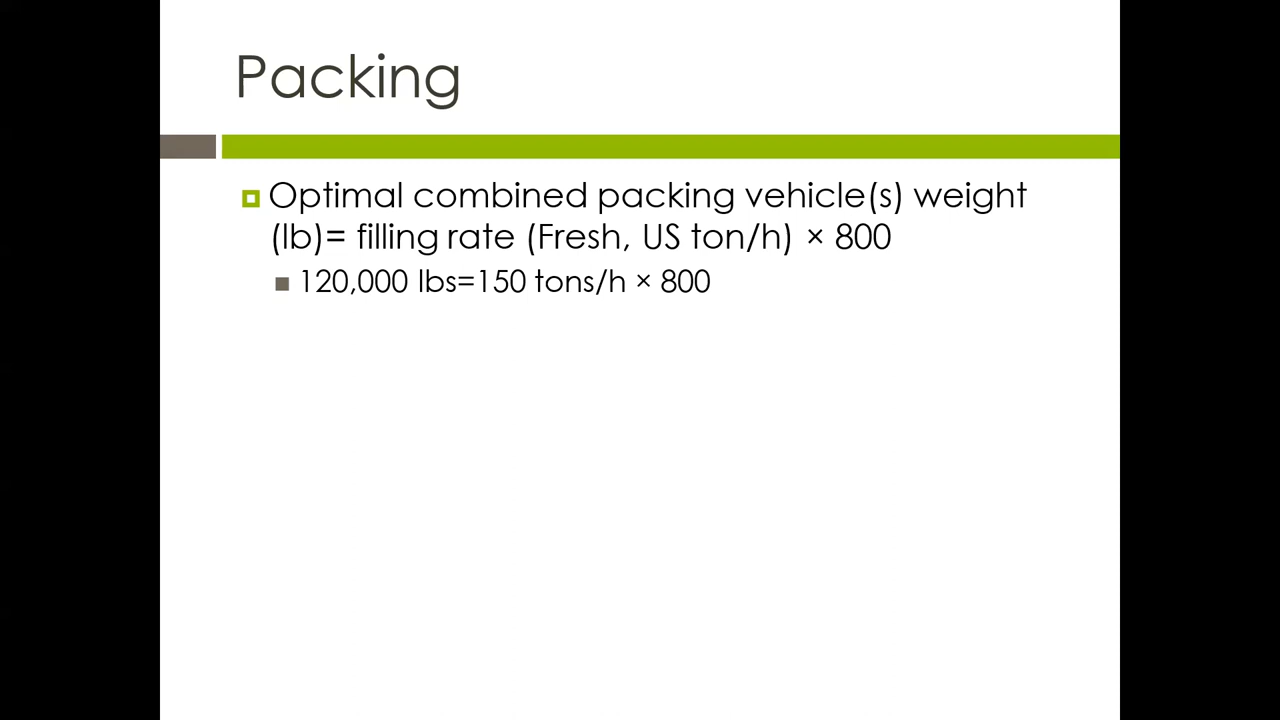 Packing
Optimal combined packing vehicle(s) weight
(lb)= filling rate (Fresh, US ton/h) × 800
120,000 lbs=150 tons/h × 800